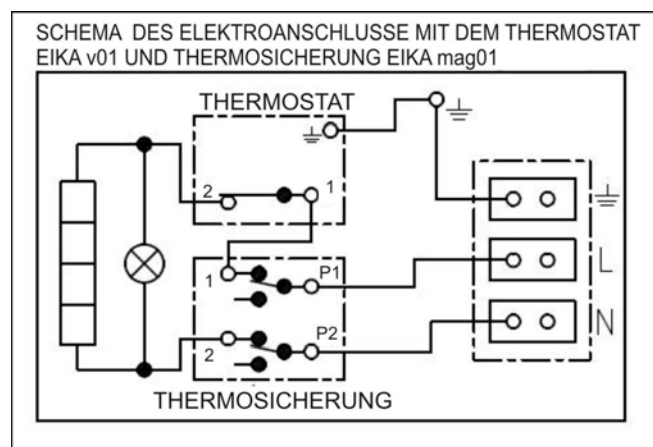 SCHEMA DES ELEKTROANSCHLUSSE MIT DEM THERMOSTAT
EIKA v01 UND THERMOSICHERUNG EIKA mag01
THERMOSTAT
2
1
1
P1
L
2
P2
N
THERMOSICHERUNG